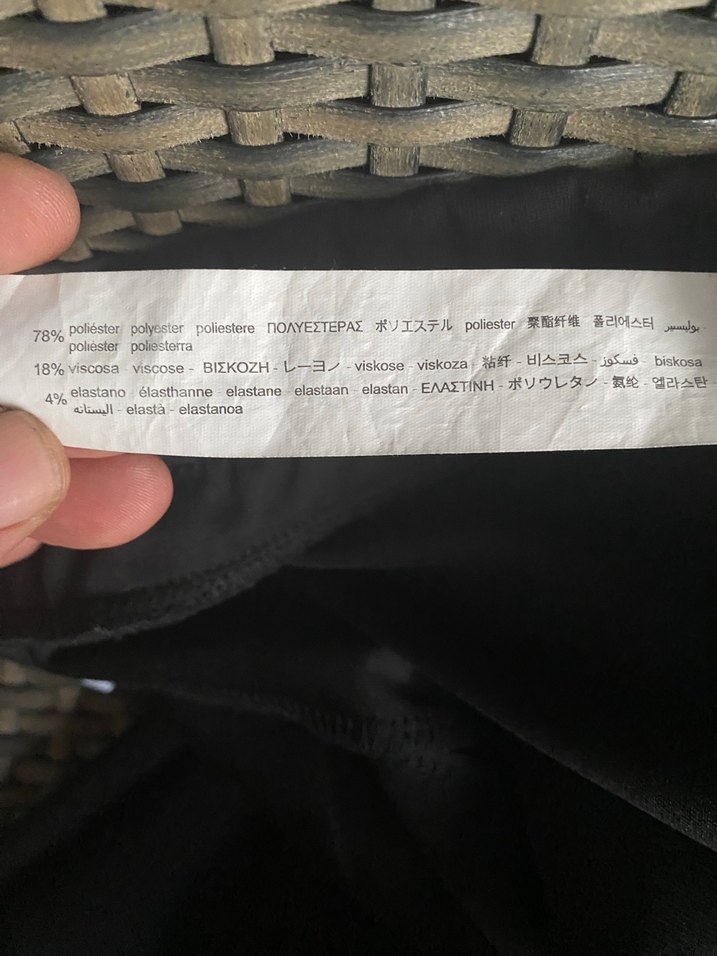 78% poliéster polyester poliestere ΠΟΛΥΕΣΤΕΡΑΣ ポリエステル poliester 聚酯纤维 폴리에스터 بوليستير -
polièster poliesterra
18% viscosa - viscose - ΒΙΣΚΟΖΗ - レーヨン - viskose - viskoza - 粘纤 - 비스코스 - فسكوز - biskosa
4% elastano - élasthanne - elastane - elastaan - elastan - ΕΛΑΣΤΙΝΗ - ポリウレタン - 氨纶 - 엘라스탄 -
اليستانه - elastà - elastanoa